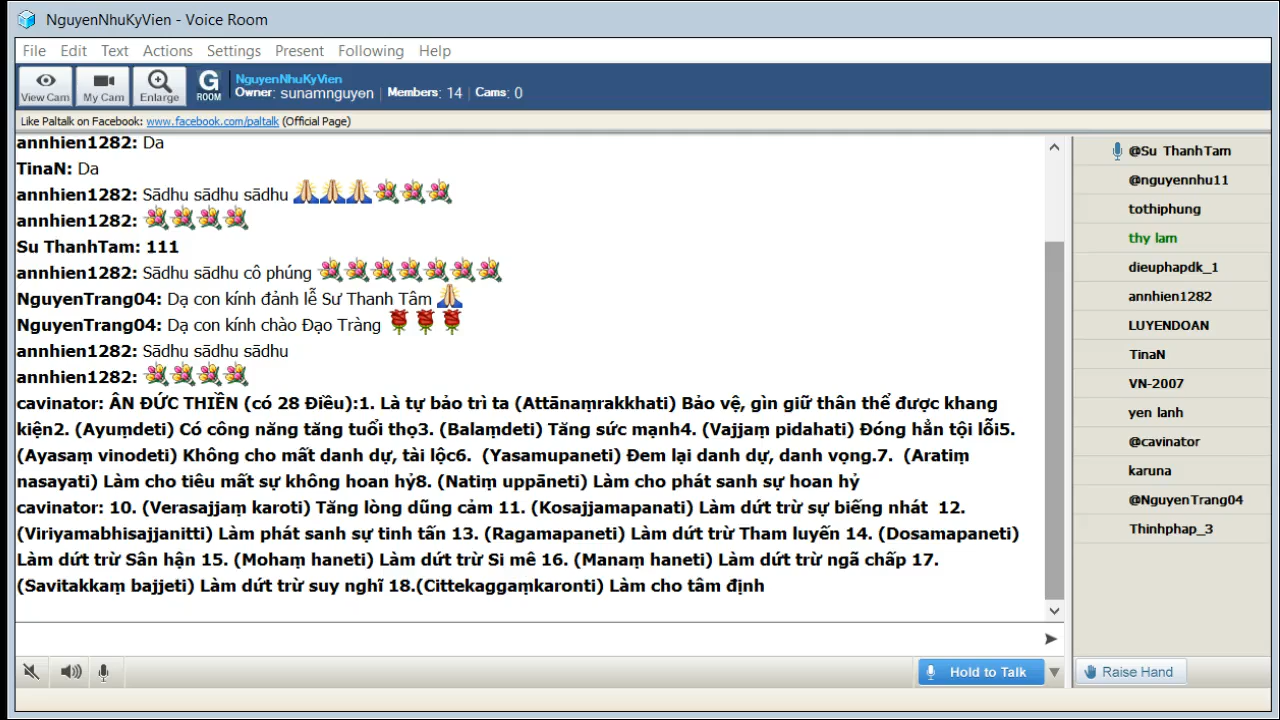 NguyenNhuKyVien - Voice Room
File Edit Text Actions Settings Present Following Help
View Cam My Cam Enlarge G ROOM NguyenNhuKyVien
Owner: sunamnguyen | Members: 14 | Cams: 0
Like Paltalk on Facebook: www.facebook.com/paltalk (Official Page)
annhien1282: Da
TinaN: Da
annhien1282: Sādhu sādhu sādhu
annhien1282:
Su ThanhTam: 111
annhien1282: Sādhu sādhu cô phúng
NguyenTrang04: Dạ con kính đảnh lễ Sư Thanh Tâm
NguyenTrang04: Dạ con kính chào Đạo Tràng
annhien1282: Sādhu sādhu sādhu
annhien1282:
cavinator: ÂN ĐỨC THIỀN (có 28 Điều):1. Là tự bảo trì ta (Attānaṃrakkhati) Bảo vệ, gìn giữ thân thể được khang
kiện2. (Ayuṃdeti) Có công năng tăng tuổi thọ3. (Balaṃdeti) Tăng sức mạnh4. (Vajjaṃ pidahati) Đóng hẳn tội lỗi5.
(Ayasaṃ vinodeti) Không cho mất danh dự, tài lộc6. (Yasamupaneti) Đem lại danh dự, danh vọng.7. (Aratiṃ
nasayati) Làm cho tiêu mất sự không hoan hỷ8. (Natiṃ uppāneti) Làm cho phát sanh sự hoan hỷ
cavinator: 10. (Verasajjaṃ karoti) Tăng lòng dũng cảm 11. (Kosajjamapanati) Làm dứt trừ sự biếng nhát 12.
(Viriyamabhisajjanitti) Làm phát sanh sự tinh tấn 13. (Ragamapaneti) Làm dứt trừ Tham luyến 14. (Dosamapaneti)
Làm dứt trừ Sân hận 15. (Mohaṃ haneti) Làm dứt trừ Si mê 16. (Manaṃ haneti) Làm dứt trừ ngã chấp 17.
(Savitakkaṃ bajjeti) Làm dứt trừ suy nghĩ 18.(Cittekaggaṃkaronti) Làm cho tâm định
Hold to Talk
@Su ThanhTam
@nguyennhu11
tothiphung
thy lam
dieuphapdk_1
annhien1282
LUYENDOAN
TinaN
VN-2007
yen lanh
@cavinator
karuna
@NguyenTrang04
Thinhphap_3
Raise Hand